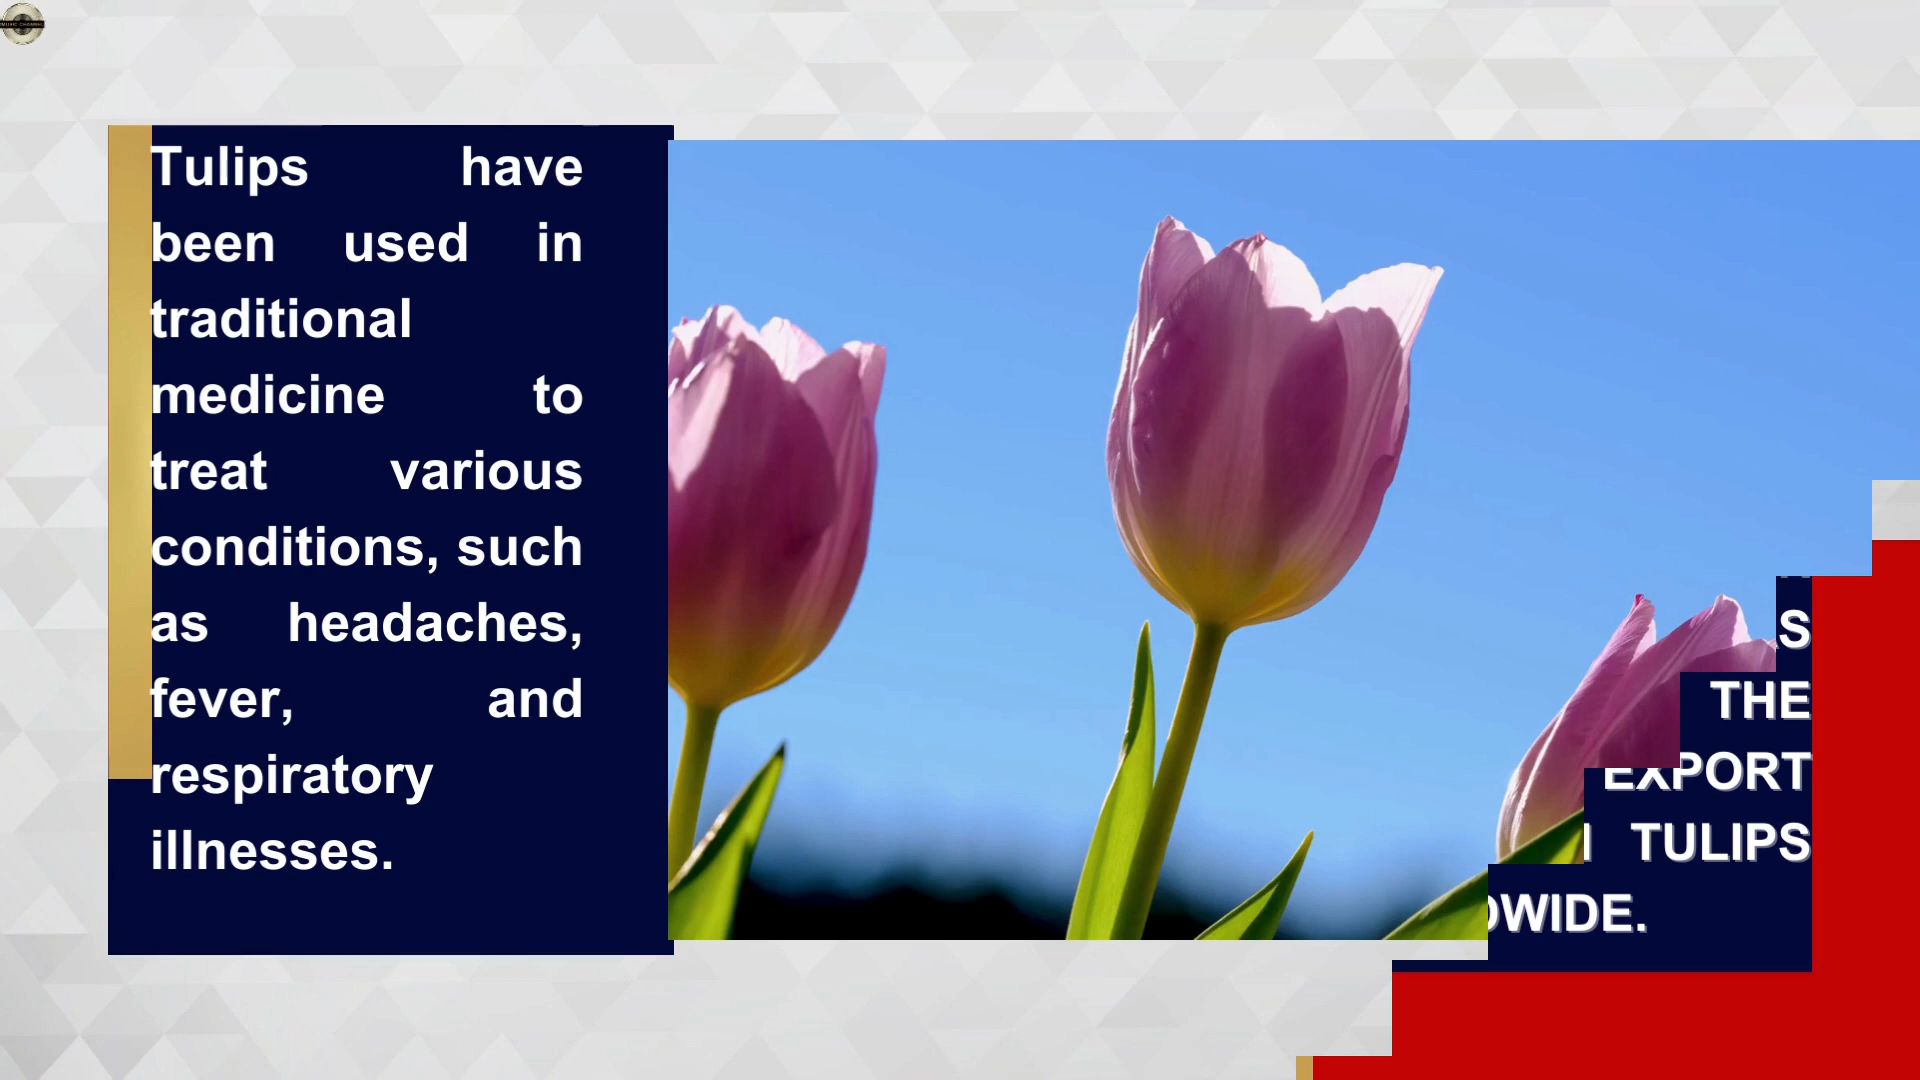 Tulips have
been used in
traditional
medicine to
treat various
conditions, such
as headaches,
fever, and
respiratory
illnesses.
THE
EXPORT
TULIPS